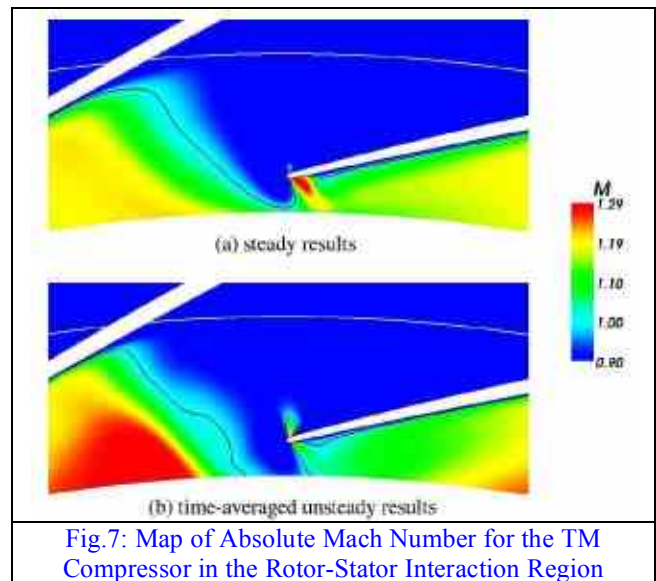 (a) steady results
M
1.29
1.19
1.10
1.00
0.90
(b) time-averaged unsteady results
Fig.7: Map of Absolute Mach Number for the TM
Compressor in the Rotor-Stator Interaction Region